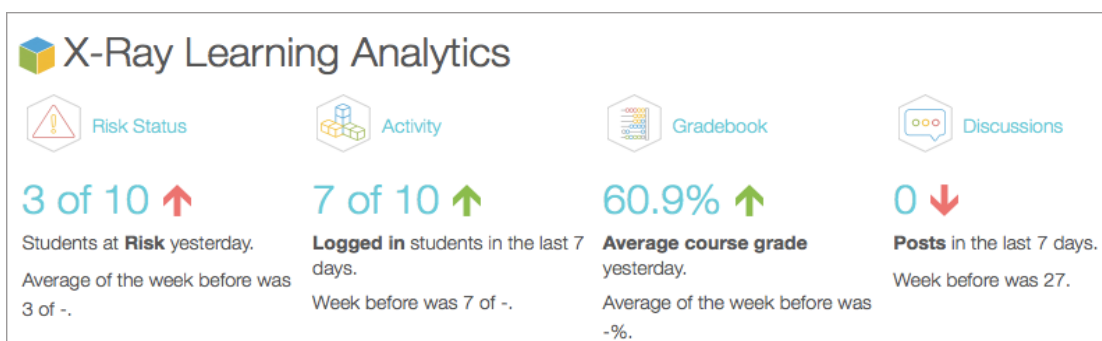 X-Ray Learning Analytics
Risk Status
3 of 10
Students at Risk yesterday.
Average of the week before was
3 of -.
Activity
7 of 10
Logged in students in the last 7
days.
Week before was 7 of -.
Gradebook
60.9%
Average course grade
yesterday.
Average of the week before was
-%.
Discussions
0
Posts in the last 7 days.
Week before was 27.